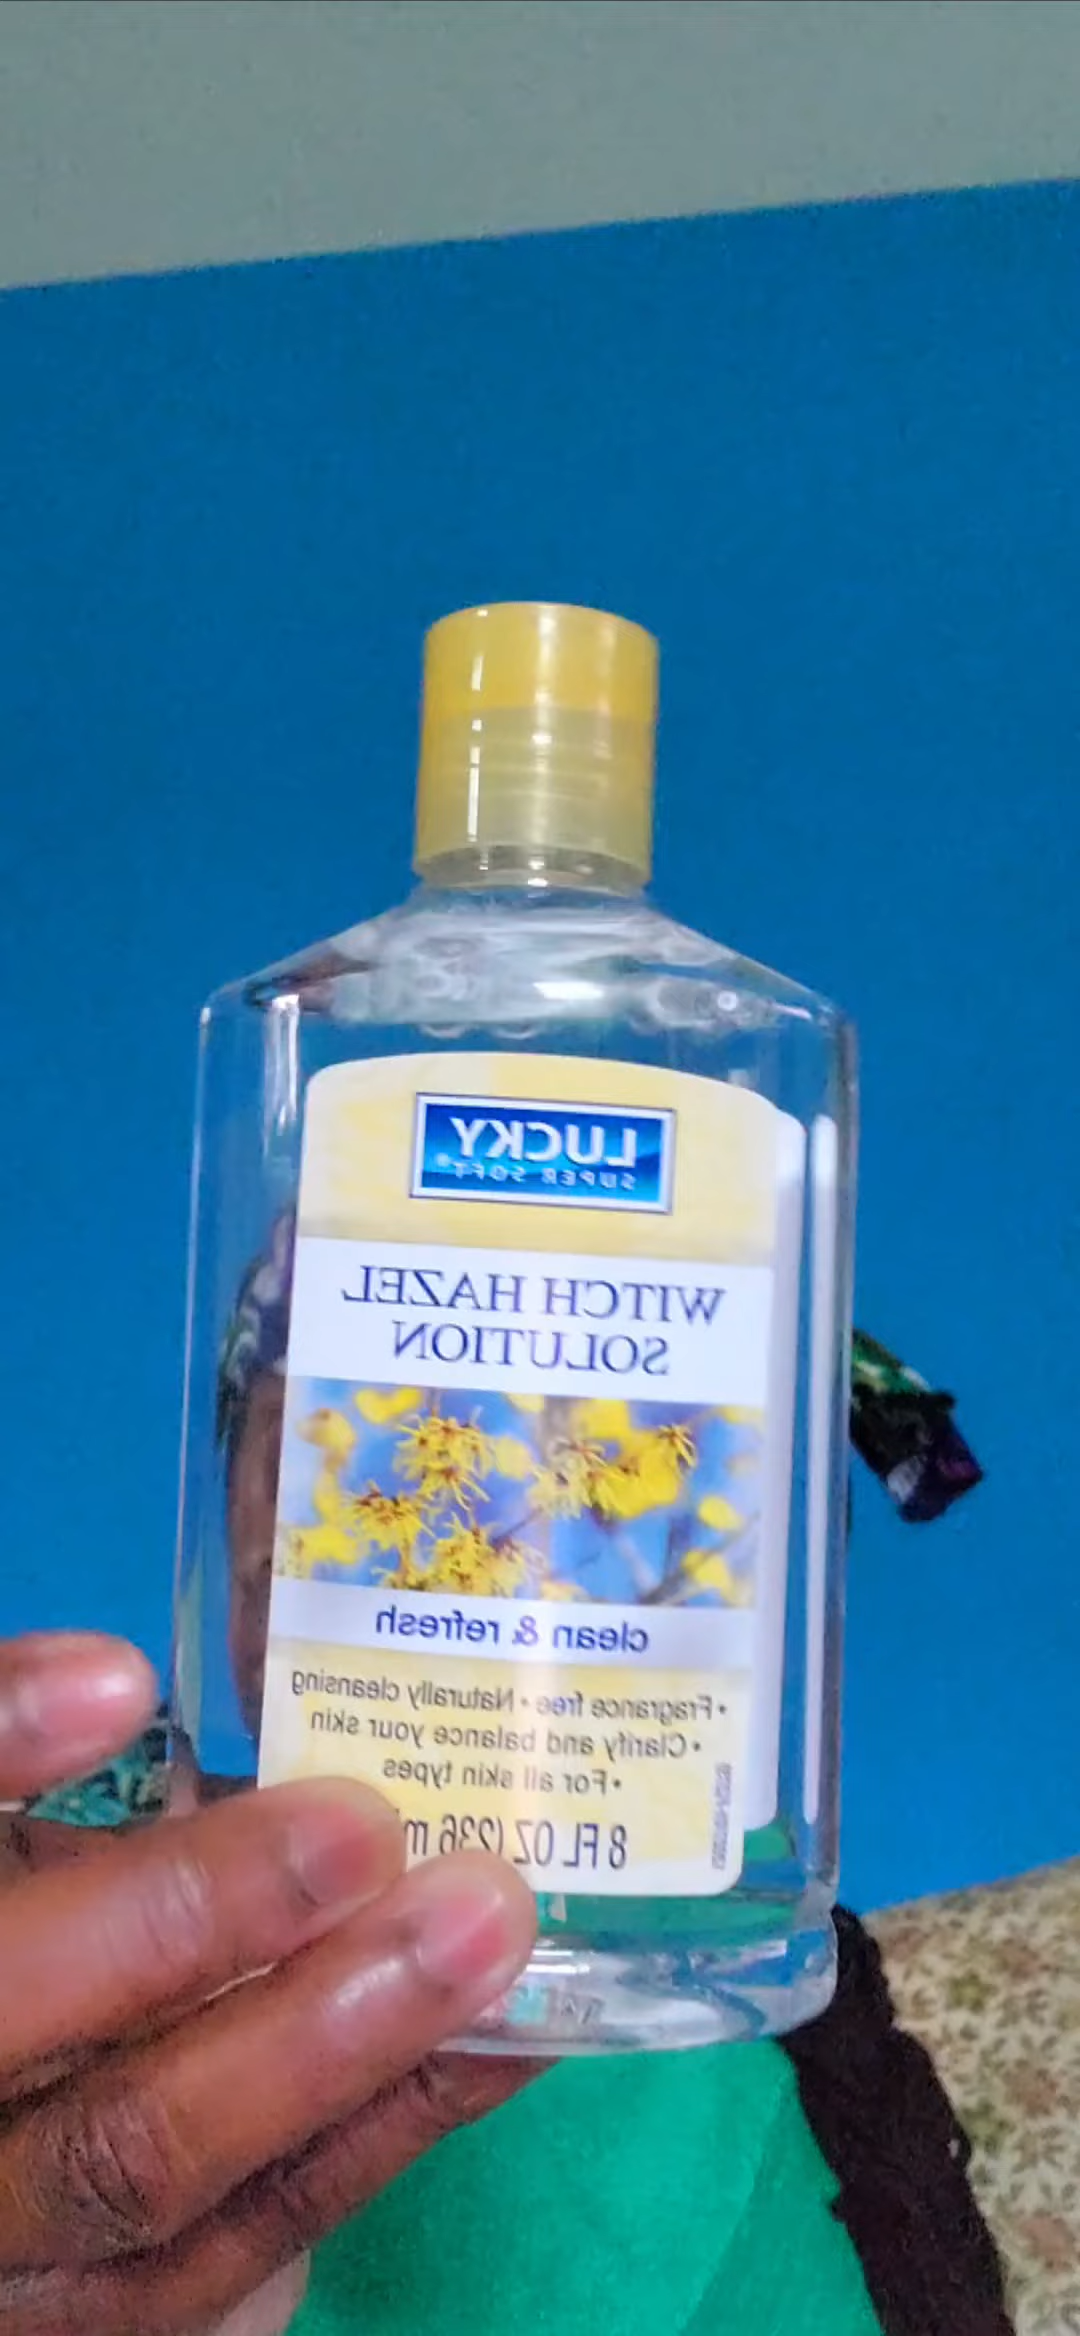 LUCKY
SUPER SOFT®
WITCH HAZEL
SOLUTION
clean & refresh
• Fragrance free • Naturally cleansing
• Clarify and balance your skin
• For all skin types
8 FL OZ (236 m